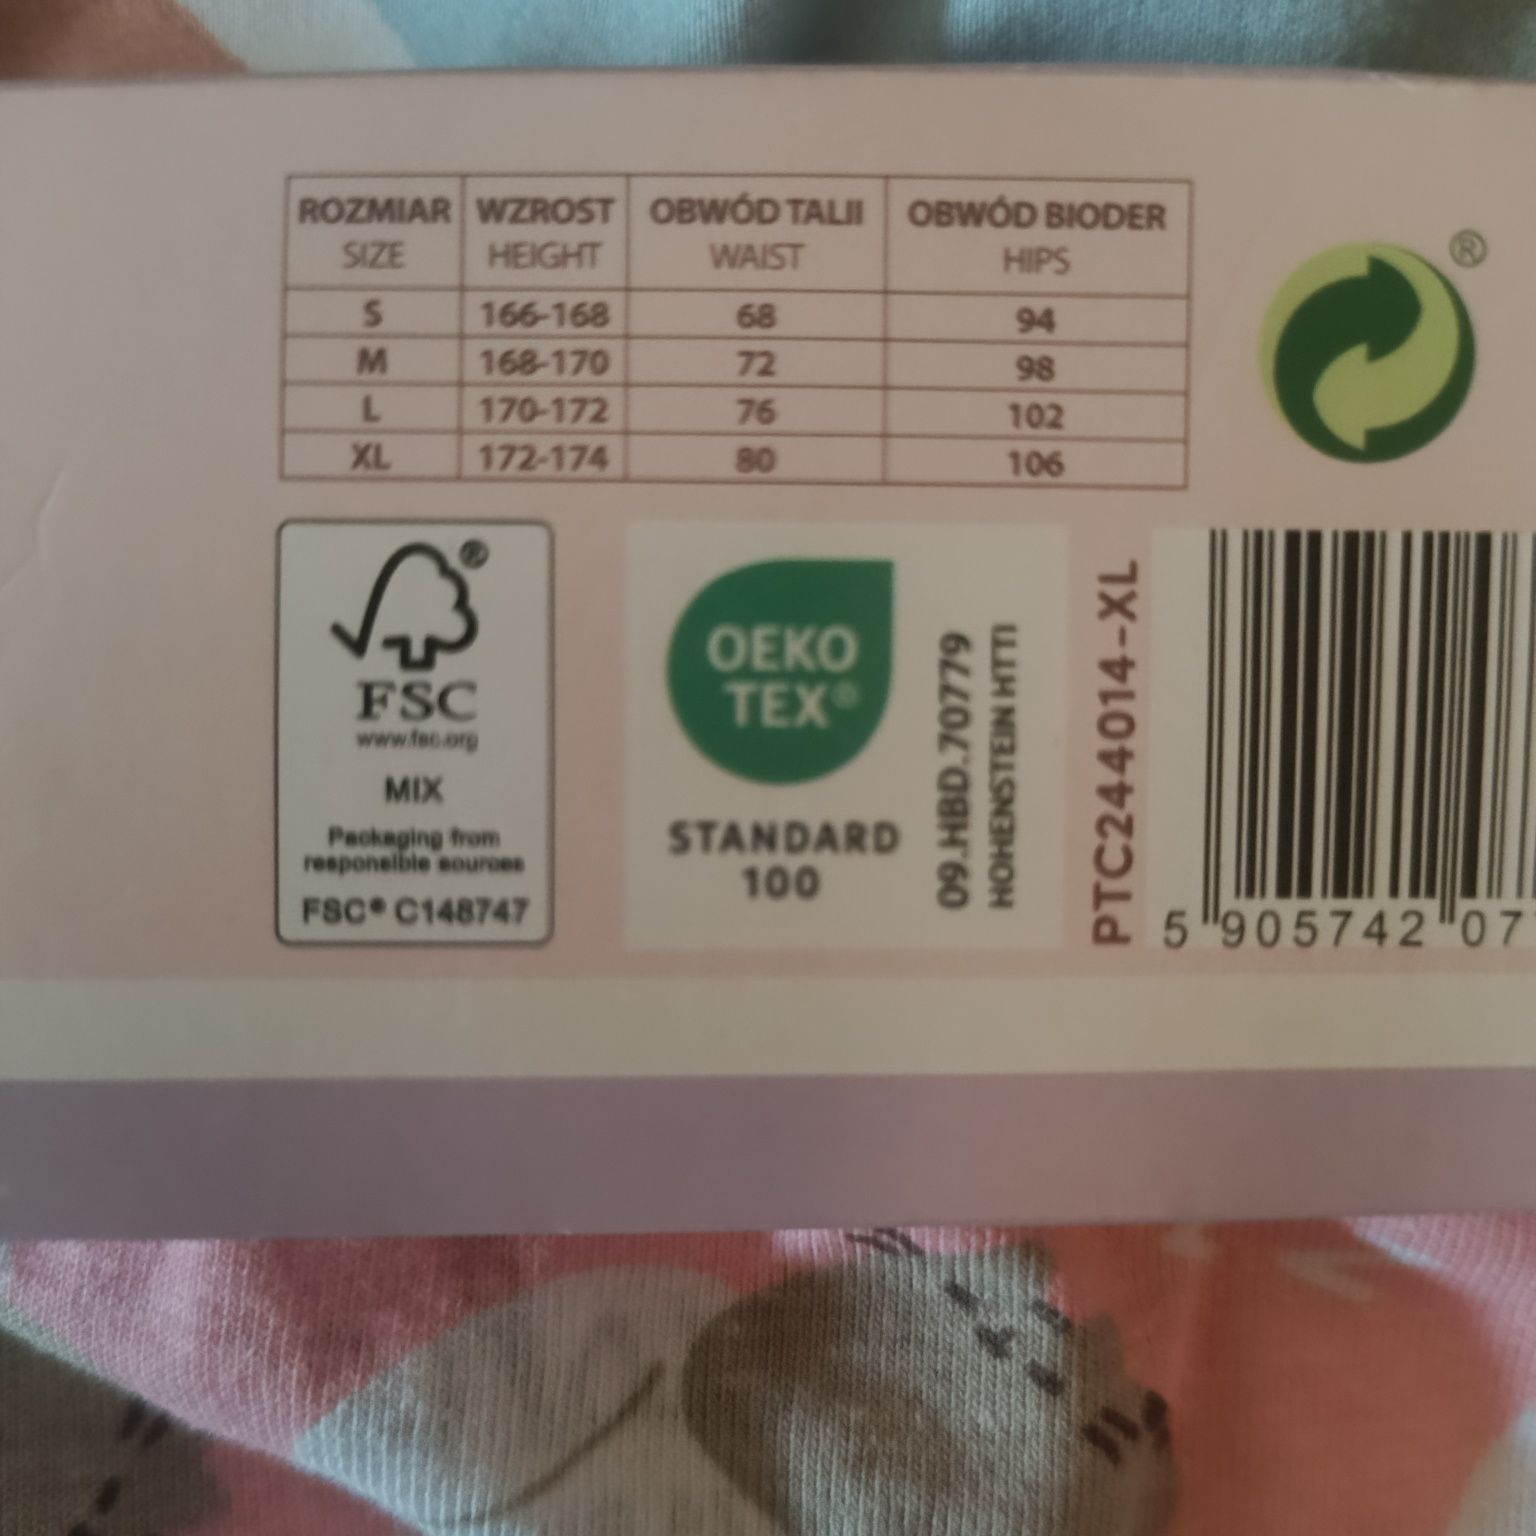 ROZMIAR WZROST OBWÓD TALII OBWÓD BIODER
SIZE HEIGHT WAIST HIPS
S 166-168 68 94
M 168-170 72 98
L 170-172 76 102
XL 172-174 80 106
®
®
FSC
www.fsc.org
MIX
Packaging from
responsible sources
FSC® C148747
OEKO
TEX®
STANDARD
100
09.HBD.70779
HOHENSTEIN HTTI
PTC244014-XL
5 905742 07